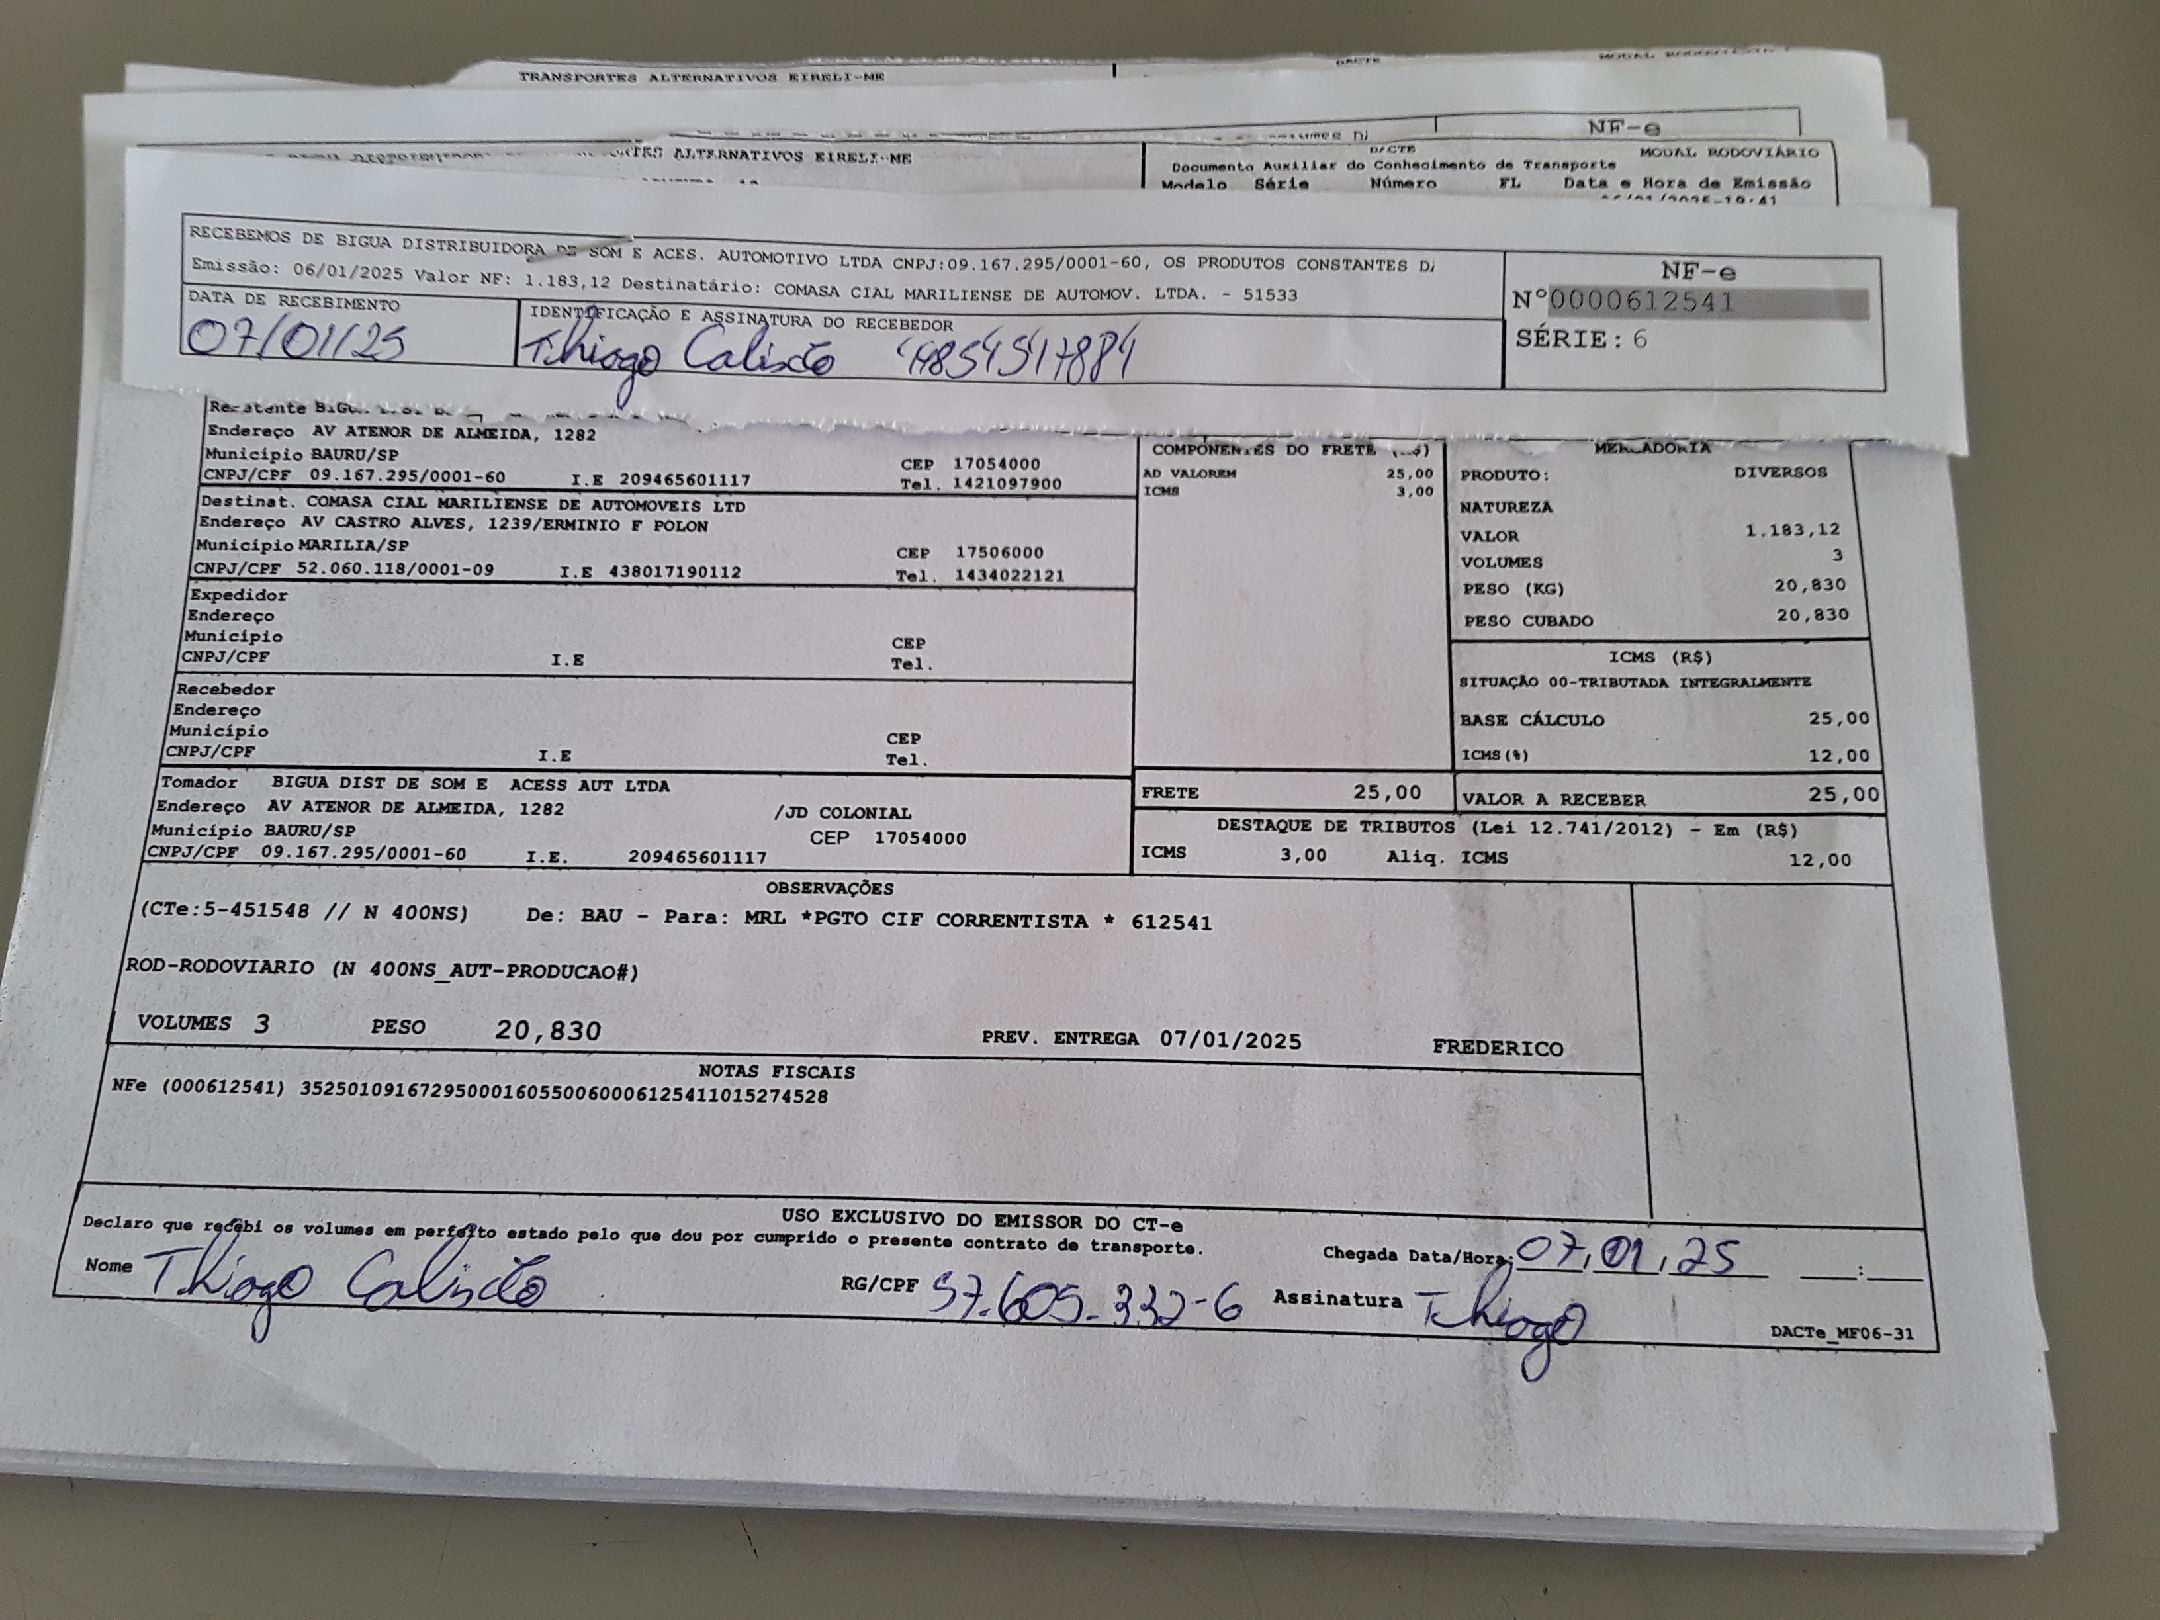 TRANSPORTES ALTERNATIVOS EIRELI-ME
DACTE
NF-e
ALTERNATIVOS EIRELI-ME
DACTE MODAL RODOVIÁRIO
Documento Auxiliar do Conhecimento de Transporte
Modelo Série Número FL Data e Hora de Emissão
RECEBEMOS DE BIGUA DISTRIBUIDORA DE SOM E ACES. AUTOMOTIVO LTDA CNPJ:09.167.295/0001-60, OS PRODUTOS CONSTANTES
Emissão: 06/01/2025 Valor NF: 1.183,12 Destinatário: COMASA CIAL MARILIENSE DE AUTOMOV. LTDA. - 51533
NF-e
Nº0000612541
SÉRIE: 6
DATA DE RECEBIMENTO
07/01/25
IDENTIFICAÇÃO E ASSINATURA DO RECEBEDOR
Thiogo Calisto
Endereço AV ATENOR DE ALMEIDA, 1282
Município BAURU/SP CEP 17054000
CNPJ/CPF 09.167.295/0001-60 I.E 209465601117 Tel. 1421097900
Destinat. COMASA CIAL MARILIENSE DE AUTOMOVEIS LTD
Endereço AV CASTRO ALVES, 1239/ERMINIO F POLON
Município MARILIA/SP CEP 17506000
CNPJ/CPF 52.060.118/0001-09 I.E 438017190112 Tel. 1434022121
Expedidor
Endereço
Município CEP
CNPJ/CPF I.E Tel.
Recebedor
Endereço
Município CEP
CNPJ/CPF I.E Tel.
Tomador BIGUA DIST DE SOM E ACESS AUT LTDA
Endereço AV ATENOR DE ALMEIDA, 1282 /JD COLONIAL
Município BAURU/SP CEP 17054000
CNPJ/CPF 09.167.295/0001-60 I.E. 209465601117
COMPONENTES DO FRETE
AD VALOREM 25,00
ICMS 3,00
FRETE 25,00
MERCADORIA
PRODUTO: DIVERSOS
NATUREZA
VALOR 1.183,12
VOLUMES 3
PESO (KG) 20,830
PESO CUBADO 20,830
ICMS (R$)
SITUAÇÃO 00-TRIBUTADA INTEGRALMENTE
BASE CÁLCULO 25,00
ICMS(%) 12,00
VALOR A RECEBER 25,00
DESTAQUE DE TRIBUTOS (Lei 12.741/2012) - Em (R$)
ICMS 3,00 Aliq. ICMS 12,00
OBSERVAÇÕES
(CTe:5-451548 // N 400NS) De: BAU - Para: MRL *PGTO CIF CORRENTISTA * 612541
ROD-RODOVIARIO (N 400NS_AUT-PRODUCAO#)
VOLUMES 3 PESO 20,830 PREV. ENTREGA 07/01/2025 FREDERICO
NOTAS FISCAIS
NFe (000612541) 35250109167295000160550060006125411015274528
USO EXCLUSIVO DO EMISSOR DO CT-e
Declaro que recebi os volumes em perfeito estado pelo que dou por cumprido o presente contrato de transporte.
Chegada Data/Hora: 07,01,25 :
Nome Thiogo Calisto RG/CPF 57.605.332-6 Assinatura Thiogo
DACTe_MF06-31